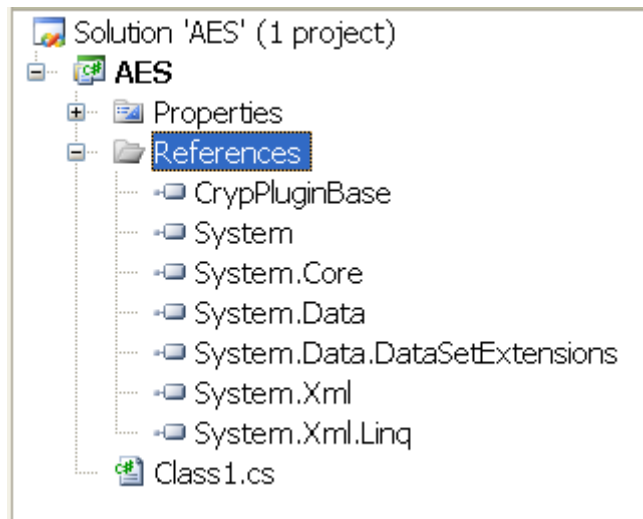 Solution 'AES' (1 project)
AES
Properties
References
CrypPluginBase
System
System.Core
System.Data
System.Data.DataSetExtensions
System.Xml
System.Xml.Linq
Class1.cs